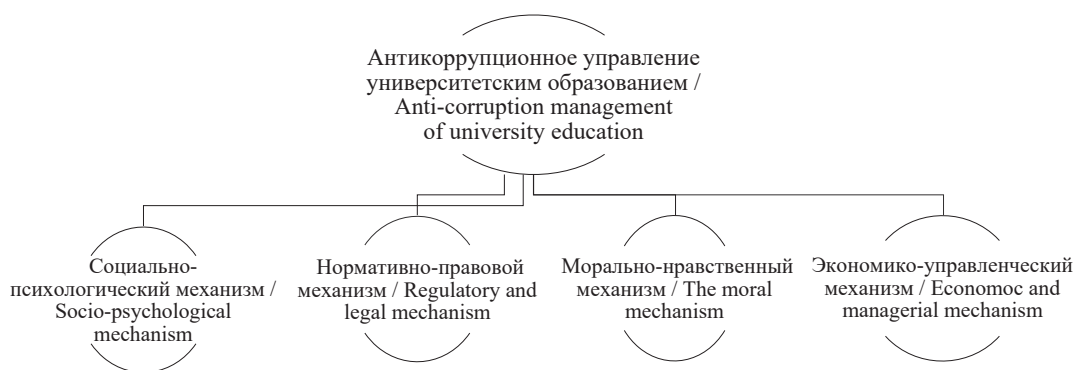 Антикоррупционное управление
университетским образованием /
Anti-corruption management
of university education
Социально-
психологический механизм /
Socio-psychological
mechanism
Нормативно-правовой
механизм / Regulatory and
legal mechanism
Морально-нравственный
механизм / The moral
mechanism
Экономико-управленческий
механизм / Economoc and
managerial mechanism